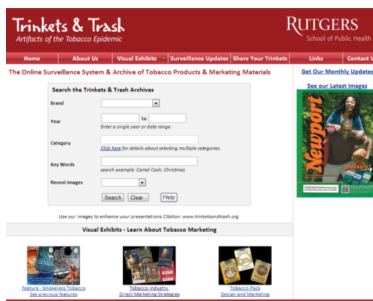 Trinkets & Trash
Artifacts of the Tobacco Epidemic
RUTGERS
School of Public Health
Home
About Us
Visual Exhibits
Surveillance Updates
Share Your Trinkets
Links
Contact U
The Online Surveillance System & Archive of Tobacco Products & Marketing Materials
Get Our Monthly Updates
See our Latest Images
Search the Trinkets & Trash Archives
Brand
Year
to
Enter a single year or date range.
Category
Click here for details about selecting multiple categories.
Key Words
search example: Camel Cash, Christmas
Recent Images
Search
Clear
Help
Newport
Use our images to enhance your presentations Citation: www.trinketsandtrash.org.
Visual Exhibits - Learn About Tobacco Marketing
Feature - Smokeless Tobacco
See previous features
Tobacco Industry
Direct Marketing Strategies
Tobacco Pack
Design and Marketing